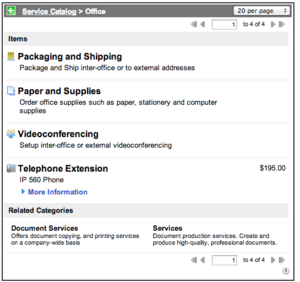 Service Catalog > Office
20 per page
1 to 4 of 4
Items
Packaging and Shipping
Package and Ship inter-office or to external addresses
Paper and Supplies
Order office supplies such as paper, stationery and computer
supplies
Videoconferencing
Setup inter-office or external videoconferencing
Telephone Extension $195.00
IP 560 Phone
More Information
Related Categories
Document Services Services
Offers document copying, and printing services Document production services. Create and
on a company-wide basis produce high-quality, professional documents.
1 to 4 of 4